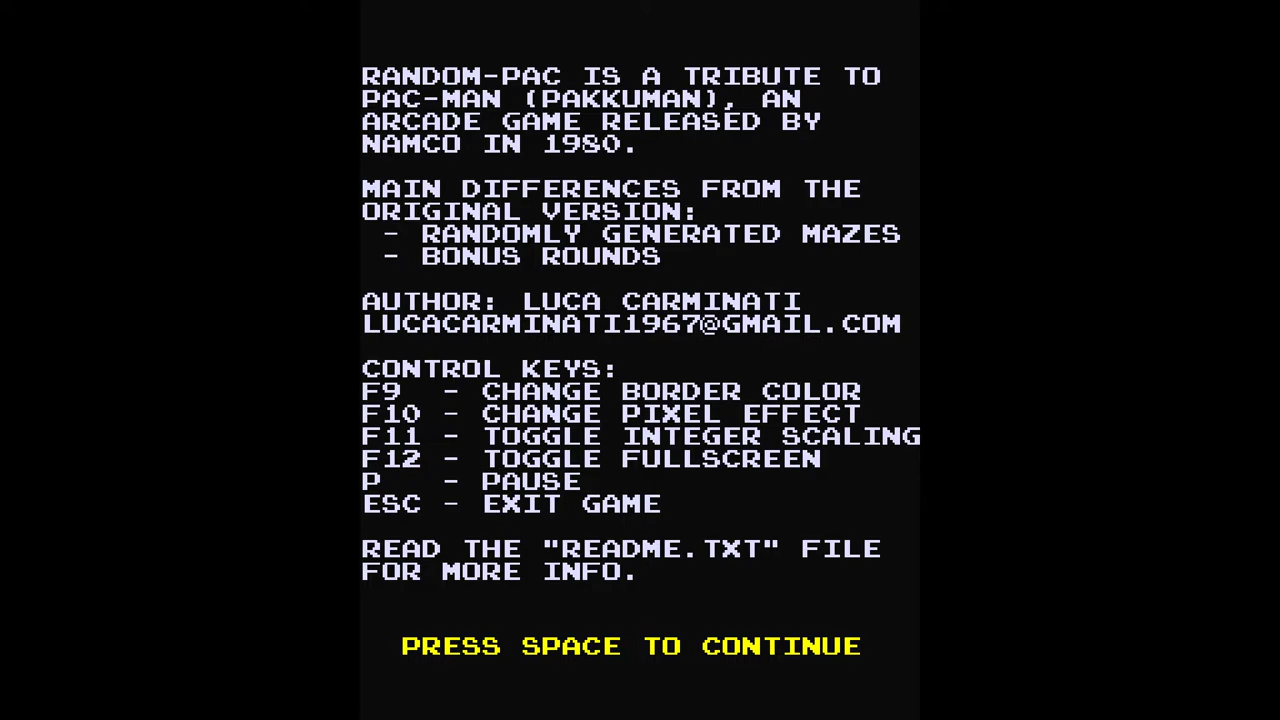 RANDOM-PAC IS A TRIBUTE TO
PAC-MAN (PAKKUMAN), AN
ARCADE GAME RELEASED BY
NAMCO IN 1980.
MAIN DIFFERENCES FROM THE
ORIGINAL VERSION:
- RANDOMLY GENERATED MAZES
- BONUS ROUNDS
AUTHOR: LUCA CARMINATI
LUCACARMINATI1967@GMAIL.COM
CONTROL KEYS:
F9 - CHANGE BORDER COLOR
F10 - CHANGE PIXEL EFFECT
F11 - TOGGLE INTEGER SCALING
F12 - TOGGLE FULLSCREEN
P - PAUSE
ESC - EXIT GAME
READ THE "README.TXT" FILE
FOR MORE INFO.
PRESS SPACE TO CONTINUE